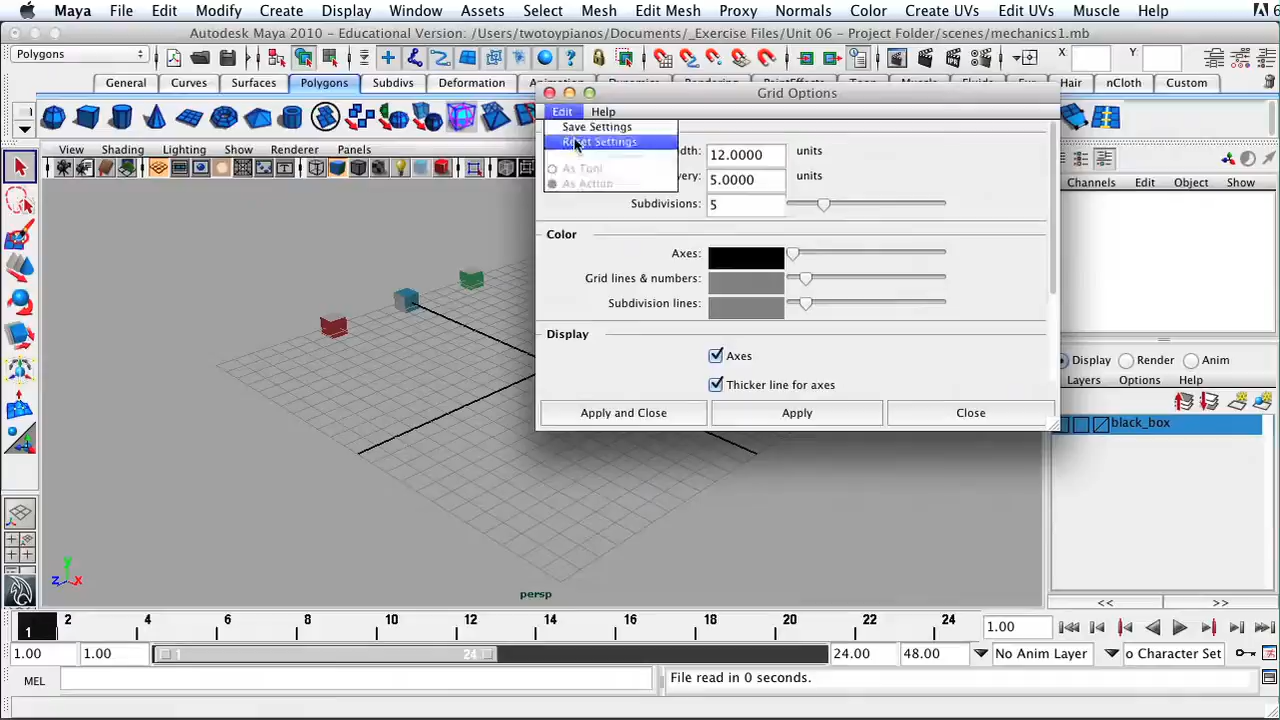 Maya File Edit Modify Create Display Window Assets Select Mesh Edit Mesh Proxy Normals Color Create UVs Edit UVs Muscle Help 6
Autodesk Maya 2010 - Educational Version: /Users/twotoypianos/Documents/_Exercise Files/Unit 06 - Project Folder/scenes/mechanics1.mb
Polygons X: Y:
General Curves Surfaces Polygons Subdivs Deformation Hair nCloth Custom
Grid Options
Edit Help
Save Settings
Reset Settings
As Tool
As Action
12.0000 units
5.0000 units
Subdivisions: 5
Color
Axes:
Grid lines & numbers:
Subdivision lines:
Display
Axes
Thicker line for axes
Apply and Close Apply Close
View Shading Lighting Show Renderer Panels
Channels Edit Object Show
Display Render Anim
Layers Options Help
black_box
y
z x
persp
<< >>
1 2 4 6 8 10 12 14 16 18 20 22 24 1.00
1.00 1.00 1 24 24.00 48.00 No Anim Layer o Character Set
MEL File read in 0 seconds.